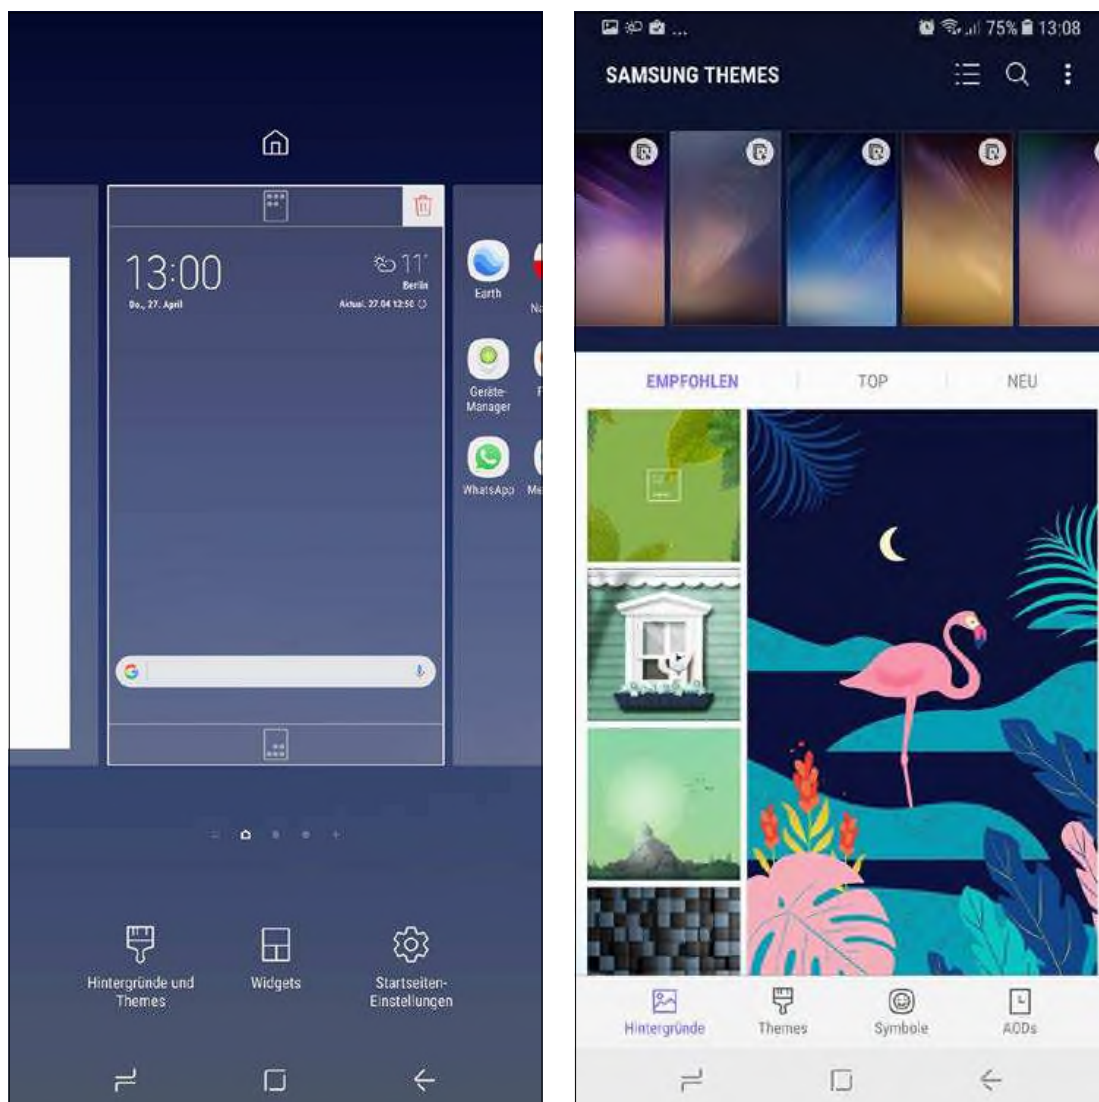 13:00
11°
Berlin
Do., 27. April
Aktual. 27.04 12:50
Earth
Geräte-
Manager
WhatsApp
Hintergründe und
Themes
Widgets
Startseiten-
Einstellungen
... 75% 13:08
SAMSUNG THEMES
EMPFOHLEN TOP NEU
Hintergründe Themes Symbole AODs